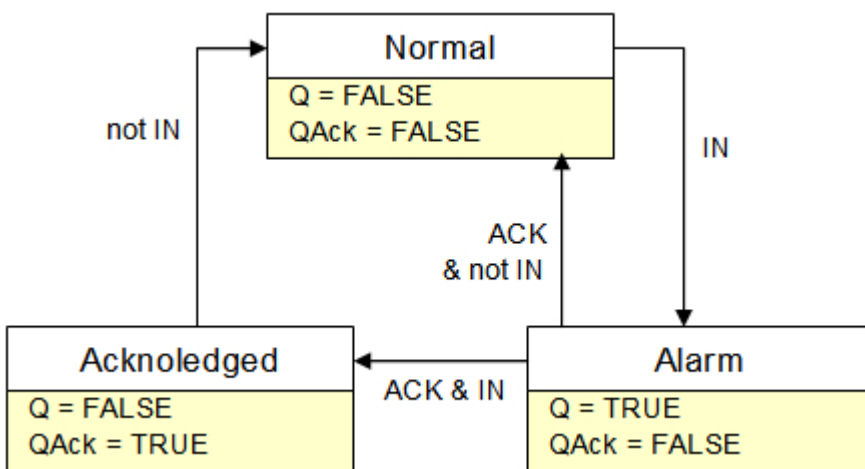 Normal
Q = FALSE
QAck = FALSE
not IN
IN
ACK
& not IN
Acknoledged
Q = FALSE
QAck = TRUE
ACK & IN
Alarm
Q = TRUE
QAck = FALSE